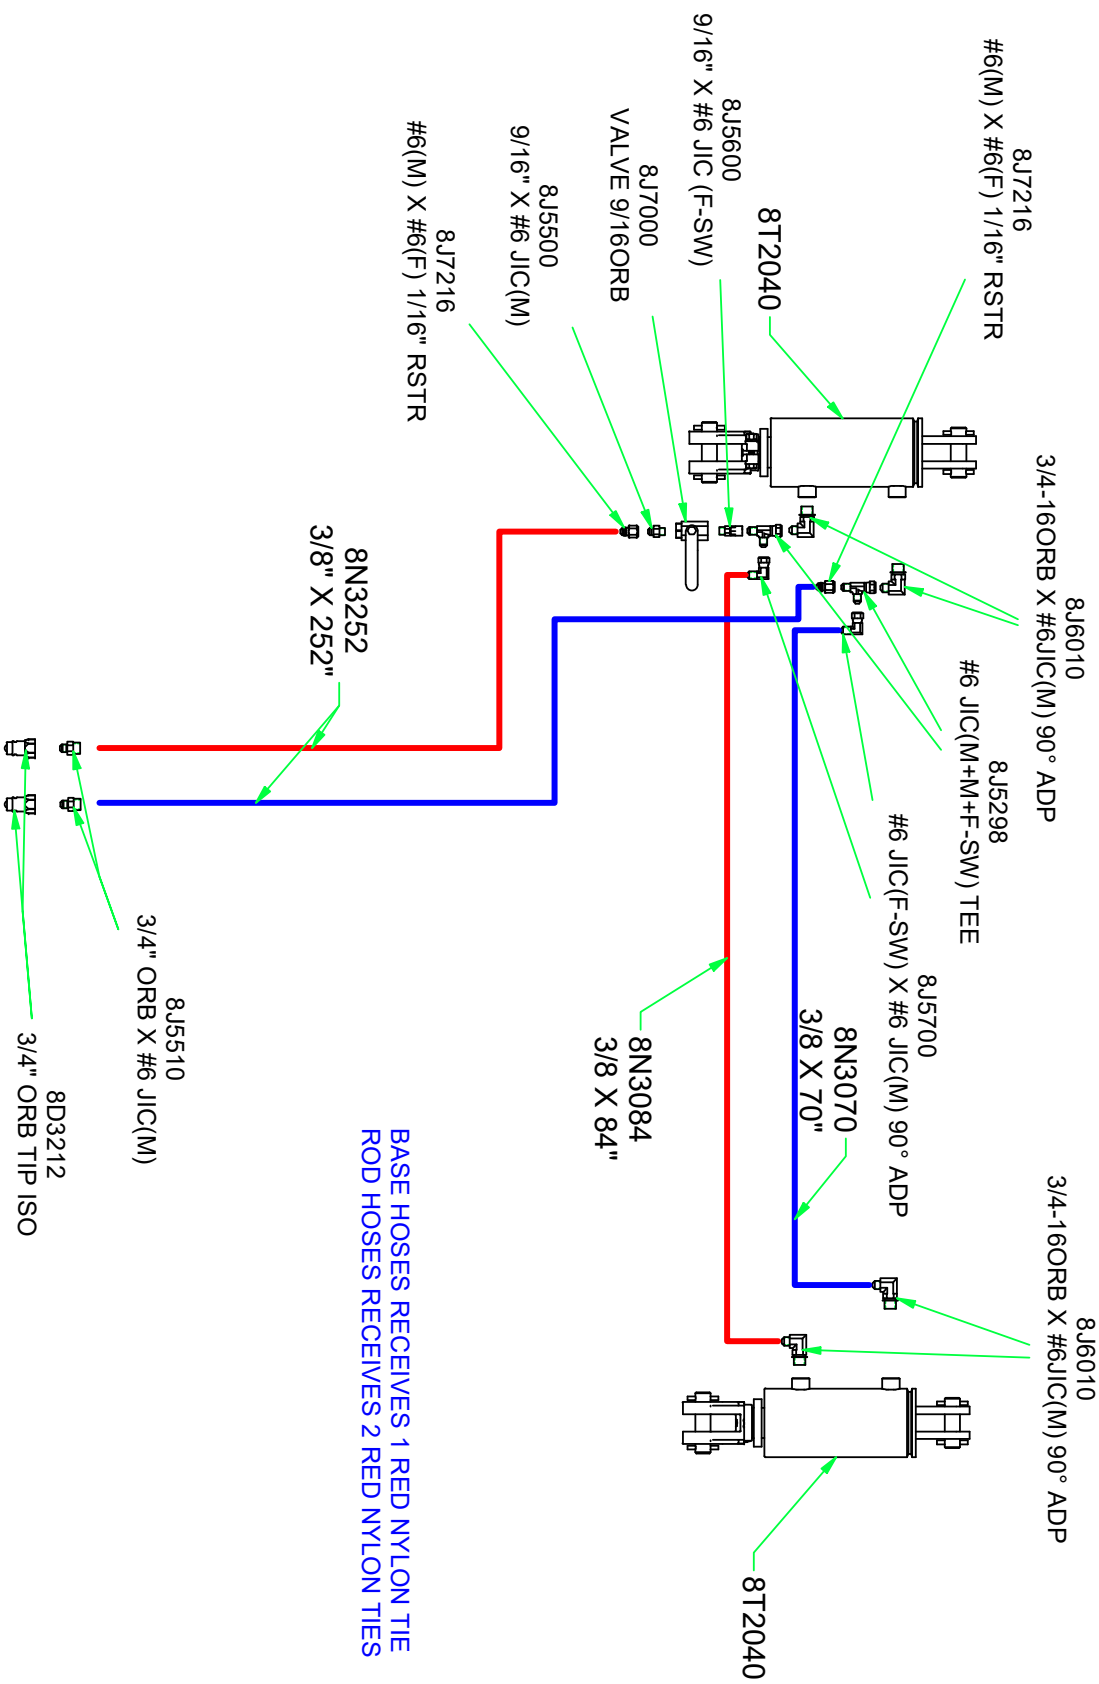 8J7216
#6(M) X #6(F) 1/16" RSTR
3/4-16ORB X #6JIC(M) 90° ADP
8J6010
8J5298
#6 JIC(M+M+F-SW) TEE
8J5700
#6 JIC(F-SW) X #6 JIC(M) 90° ADP
8J6010
3/4-16ORB X #6JIC(M) 90° ADP
8T2040
8J5600
9/16" X #6 JIC (F-SW)
8J7000
VALVE 9/16ORB
8J5500
9/16" X #6 JIC(M)
8J7216
#6(M) X #6(F) 1/16" RSTR
8N3070
3/8 X 70"
8N3084
3/8 X 84"
8T2040
8N3252
3/8" X 252"
BASE HOSES RECEIVES 1 RED NYLON TIE
ROD HOSES RECEIVES 2 RED NYLON TIES
8J5510
3/4" ORB X #6 JIC(M)
8D3212
3/4" ORB TIP ISO